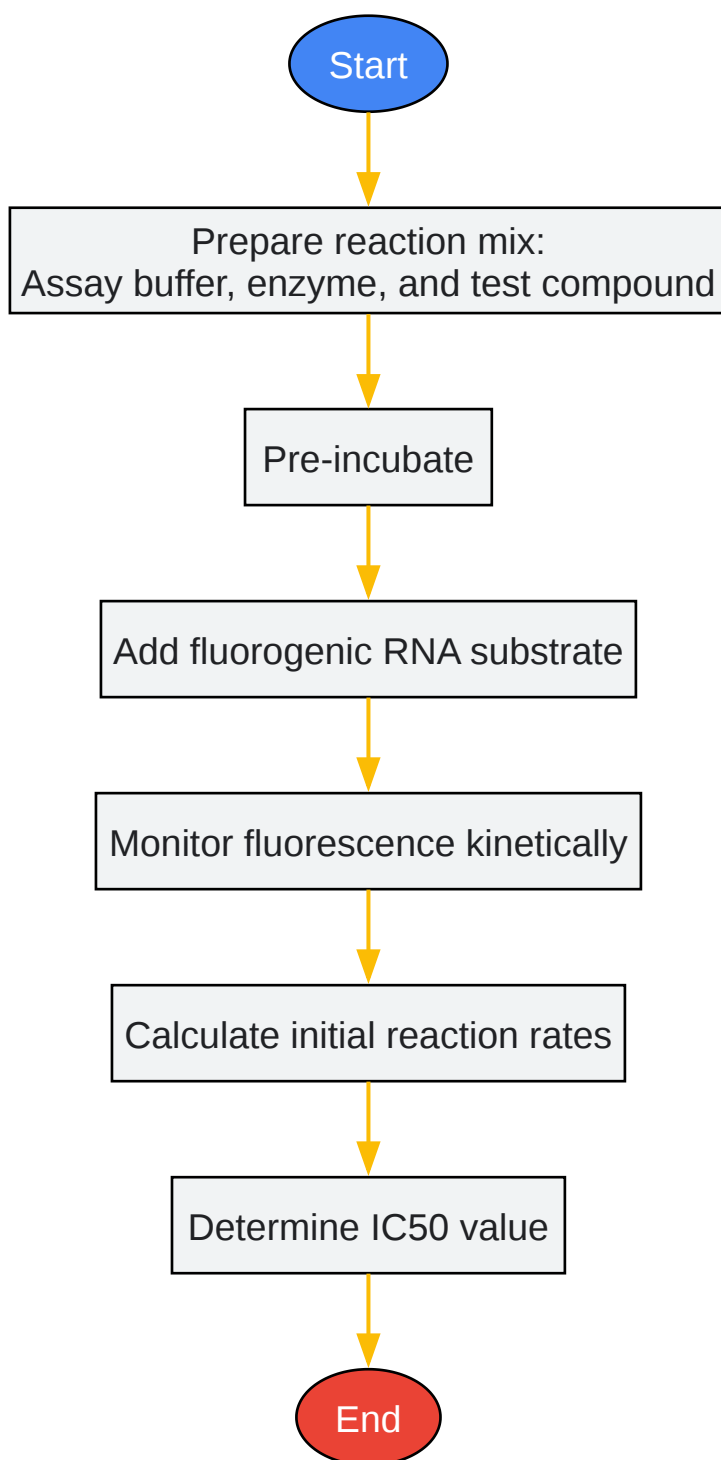 Start
Prepare reaction mix:
Assay buffer, enzyme, and test compound
Pre-incubate
Add fluorogenic RNA substrate
Monitor fluorescence kinetically
Calculate initial reaction rates
Determine IC50 value
End